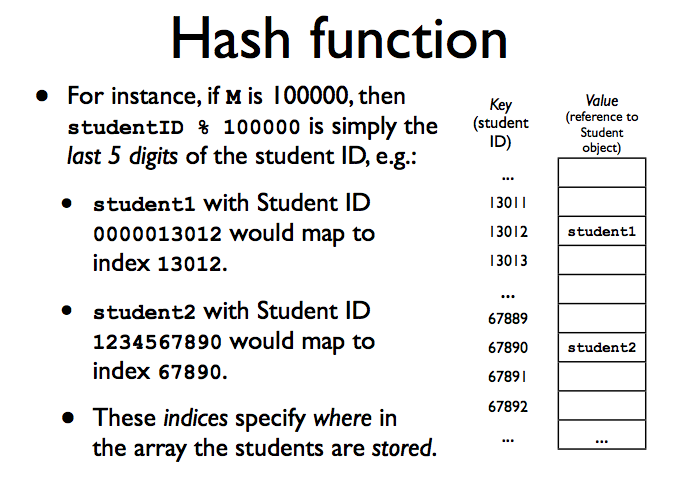 Hash function
• For instance, if M is 100000, then
studentID % 100000 is simply the
last 5 digits of the student ID, e.g.:
• student1 with Student ID
0000013012 would map to
index 13012.
• student2 with Student ID
1234567890 would map to
index 67890.
• These indices specify where in
the array the students are stored.
Key
(student
ID)
Value
(reference to
Student
object)
...
13011
13012 student1
13013
...
67889
67890 student2
67891
67892
... ...